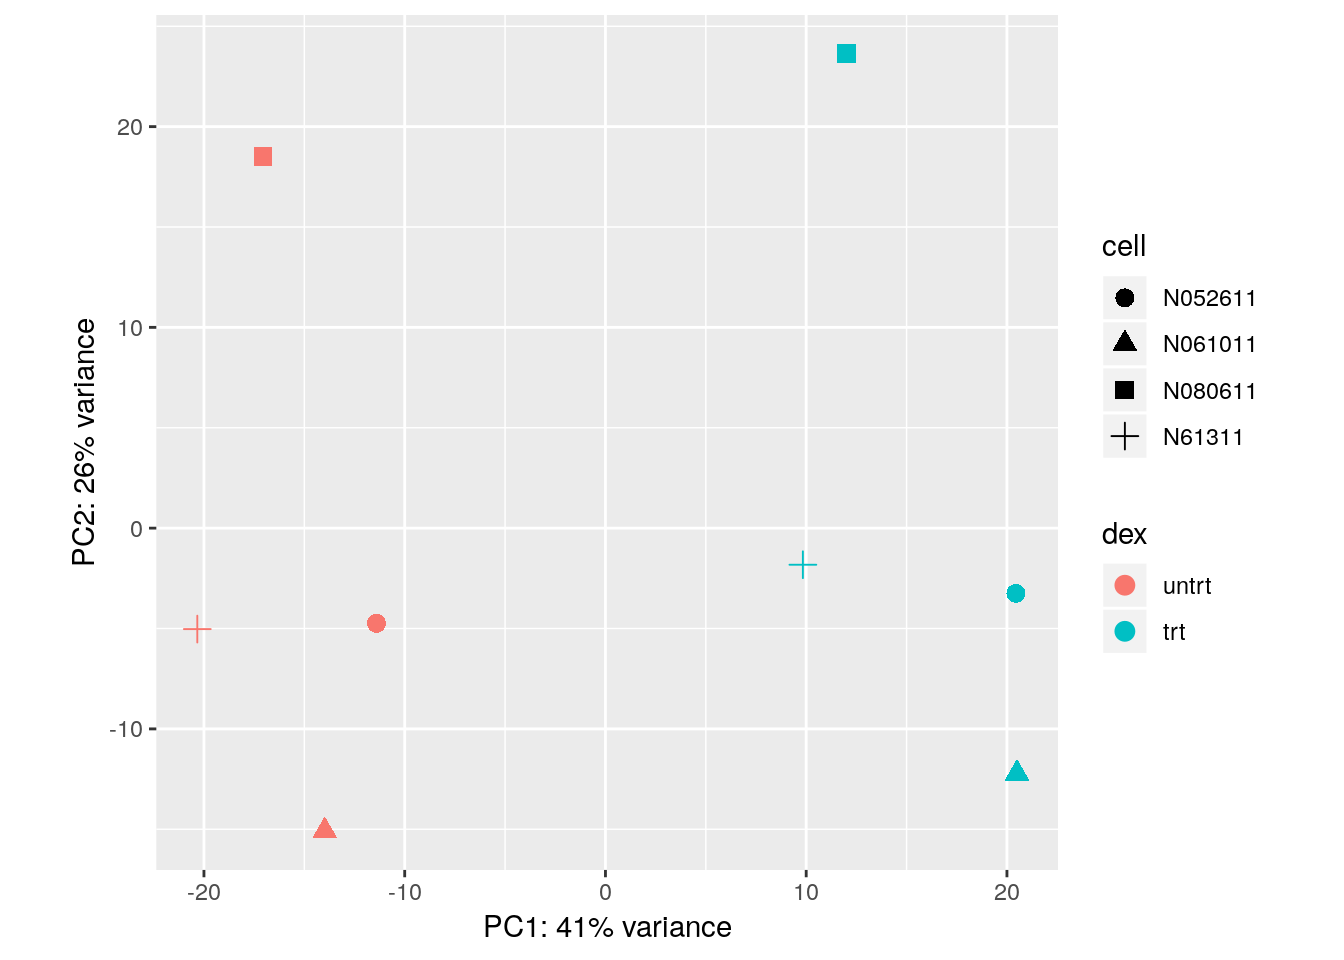 20
10
0
-10
-20
-10
0
10
20
PC1: 41% variance
PC2: 26% variance
cell
N052611
N061011
N080611
N61311
dex
untrt
trt